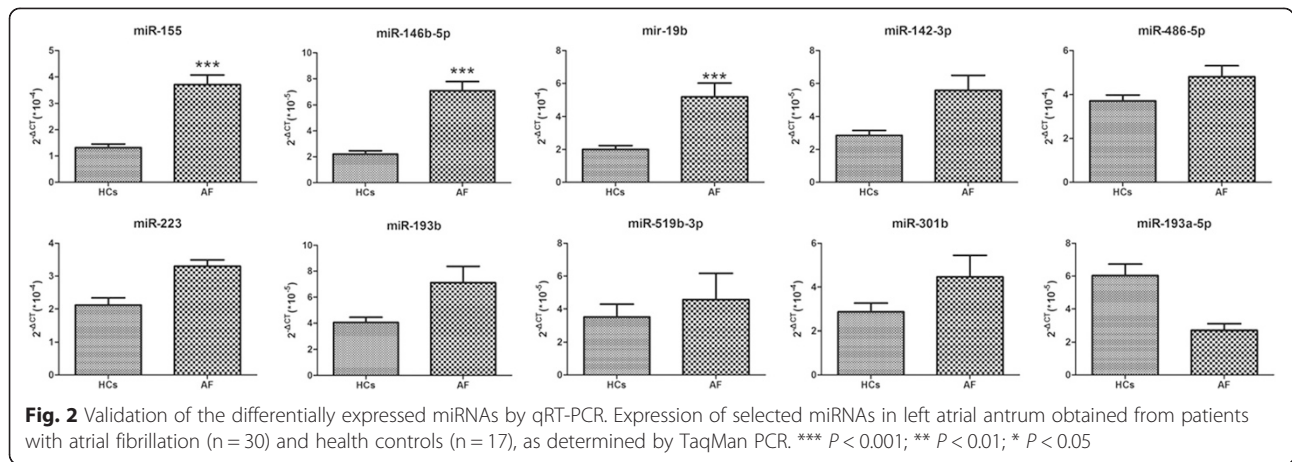 miR-155
5
4
3
2
1
0
2^-ΔCT(*10^-4)
***
HCs
AF
miR-146b-5p
10
8
6
4
2
0
2^-ΔCT(*10^-5)
***
HCs
AF
mir-19b
8
6
4
2
0
2^-ΔCT(*10^-4)
***
HCs
AF
miR-142-3p
8
6
4
2
0
2^-ΔCT(*10^-4)
HCs
AF
miR-486-5p
6
4
2
0
2^-ΔCT(*10^-4)
HCs
AF
miR-223
4
3
2
1
0
2^-ΔCT(*10^-4)
HCs
AF
miR-193b
10
8
6
4
2
0
2^-ΔCT(*10^-5)
HCs
AF
miR-519b-3p
8
6
4
2
0
2^-ΔCT(*10^-5)
HCs
AF
miR-301b
6
4
2
0
2^-ΔCT(*10^-4)
HCs
AF
miR-193a-5p
8
6
4
2
0
2^-ΔCT(*10^-5)
HCs
AF
Fig. 2 Validation of the differentially expressed miRNAs by qRT-PCR. Expression of selected miRNAs in left atrial antrum obtained from patients
with atrial fibrillation (n = 30) and health controls (n = 17), as determined by TaqMan PCR. *** P < 0.001; ** P < 0.01; * P < 0.05